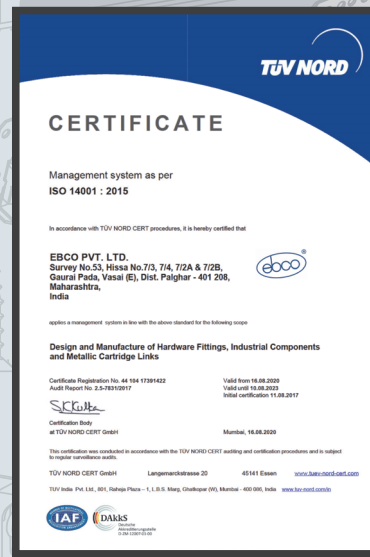 TÜV NORD
CERTIFICATE
Management system as per
ISO 14001 : 2015
In accordance with TÜV NORD CERT procedures, it is hereby certified that
EBCO PVT. LTD.
Survey No.53, Hissa No.7/3, 7/4, 7/2A & 7/2B,
Gaurai Pada, Vasai (E), Dist. Palghar - 401 208,
Maharashtra,
India
ebco®
applies a management system in line with the above standard for the following scope
Design and Manufacture of Hardware Fittings, Industrial Components
and Metallic Cartridge Links
Certificate Registration No. 44 104 17391422
Audit Report No. 2.5-7831/2017
Valid from 16.08.2020
Valid until 10.08.2023
Initial certification 11.08.2017
Certification Body
at TÜV NORD CERT GmbH
Mumbai, 16.08.2020
This certification was conducted in accordance with the TÜV NORD CERT auditing and certification procedures and is subject
to regular surveillance audits.
TÜV NORD CERT GmbH Langemarckstrasse 20 45141 Essen www.tuev-nord-cert.com
TÜV India Pvt. Ltd., 801, Raheja Plaza – 1, L.B.S. Marg, Ghatkopar (W), Mumbai - 400 086, India www.tuv-nord.com/in
IAF
DAkkS
Deutsche
Akkreditierungsstelle